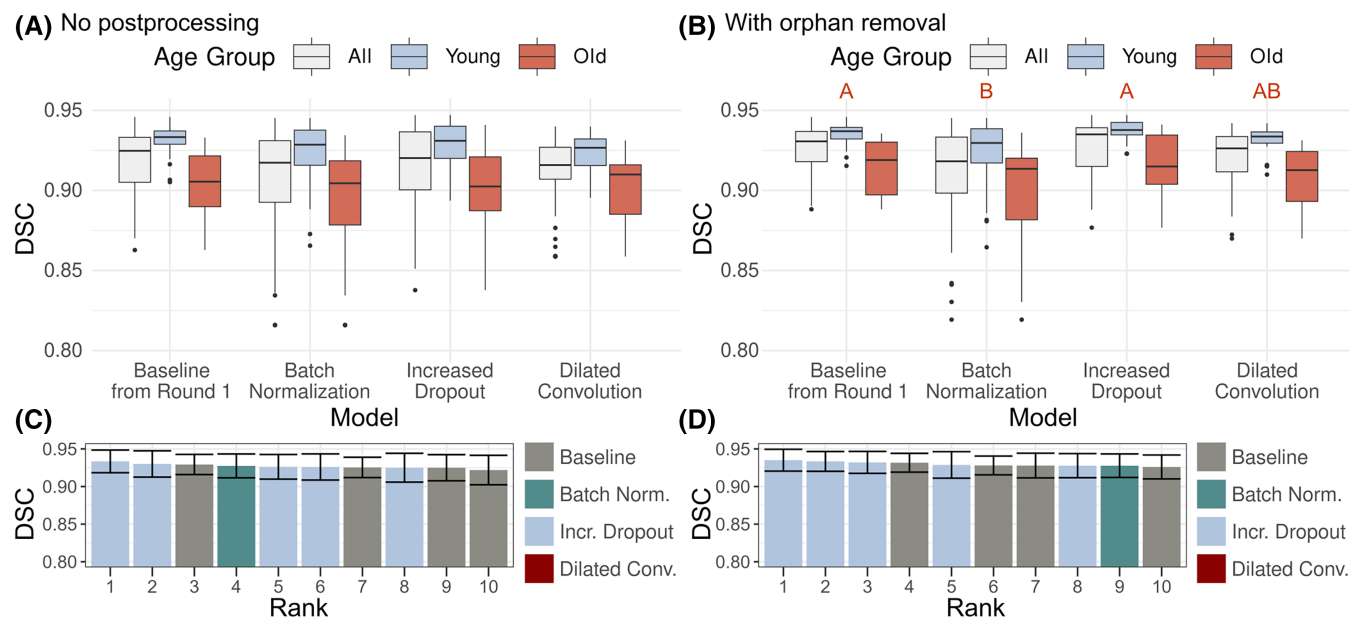 (A) No postprocessing
Age Group All Young Old
0.95
0.90
0.85
0.80
DSC
Baseline from Round 1
Batch Normalization
Increased Dropout
Dilated Convolution
Model
(B) With orphan removal
Age Group All Young Old
A B A AB
0.95
0.90
0.85
0.80
DSC
Baseline from Round 1
Batch Normalization
Increased Dropout
Dilated Convolution
Model
(C)
0.95
0.90
0.85
0.80
DSC
1 2 3 4 5 6 7 8 9 10
Rank
Baseline
Batch Norm.
Incr. Dropout
Dilated Conv.
(D)
0.95
0.90
0.85
0.80
DSC
1 2 3 4 5 6 7 8 9 10
Rank
Baseline
Batch Norm.
Incr. Dropout
Dilated Conv.